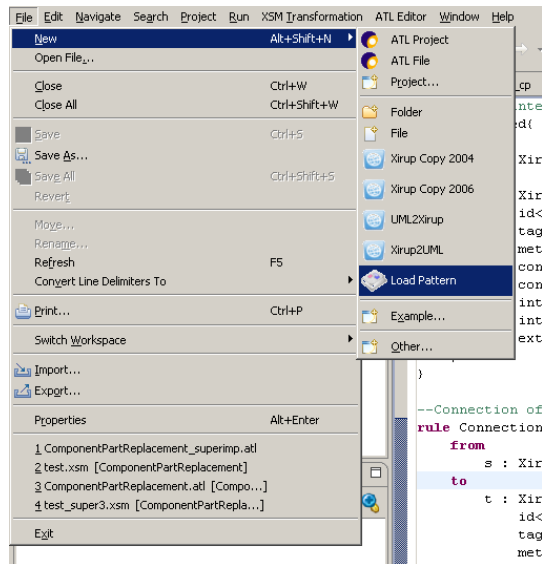 File Edit Navigate Search Project Run XSM Transformation ATL Editor Window Help
New Alt+Shift+N
Open File...
Close Ctrl+W
Close All Ctrl+Shift+W
Save Ctrl+S
Save As...
Save All Ctrl+Shift+S
Revert
Move...
Rename...
Refresh F5
Convert Line Delimiters To
Print... Ctrl+P
Switch Workspace
Import...
Export...
Properties Alt+Enter
1 ComponentPartReplacement_superimp.atl
2 test.xsm [ComponentPartReplacement]
3 ComponentPartReplacement.atl [Compo...]
4 test_super3.xsm [ComponentPartRepla...]
Exit
ATL Project
ATL File
Project...
Folder
File
Xirup Copy 2004
Xirup Copy 2006
UML2Xirup
Xirup2UML
Load Pattern
Example...
Other...
_cp
nte
d{
Xir
Xir
id<
tag
met
con
con
int
int
ext
}
--Connection of
rule Connection
from
s : Xir
to
t : Xir
id<
tag
met